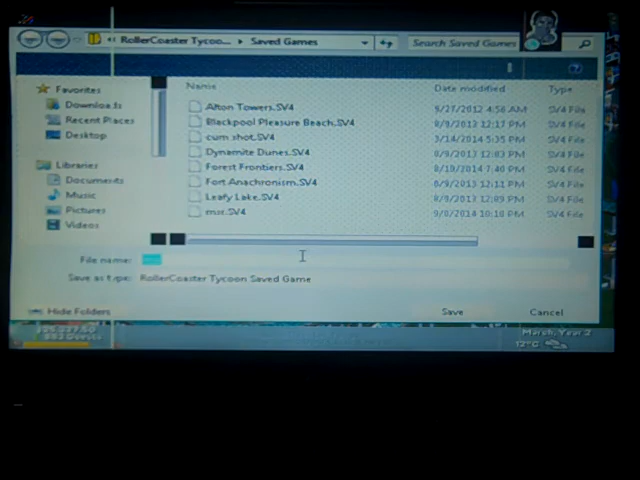 RollerCoaster Tycoo... ▸ Saved Games
Search Saved Games
Name
Date modified
Type
Favorites
Downloads
Recent Places
Desktop
Libraries
Documents
Music
Pictures
Videos
Alton Towers.SV4 9/27/2012 4:56 AM SV4 File
Blackpool Pleasure Beach.SV4 8/9/2013 12:17 PM SV4 File
cum shot.SV4 3/14/2014 5:35 PM SV4 File
Dynamite Dunes.SV4 8/9/2013 12:03 PM SV4 File
Forest Frontiers.SV4 8/19/2014 7:40 PM SV4 File
Fort Anachronism.SV4 8/9/2013 12:11 PM SV4 File
Leafy Lake.SV4 8/9/2013 12:09 PM SV4 File
msr.SV4 9/8/2014 10:18 PM SV4 File
File name:
Save as type: RollerCoaster Tycoon Saved Game
Hide Folders
Save
Cancel
March, Year 2
12°C